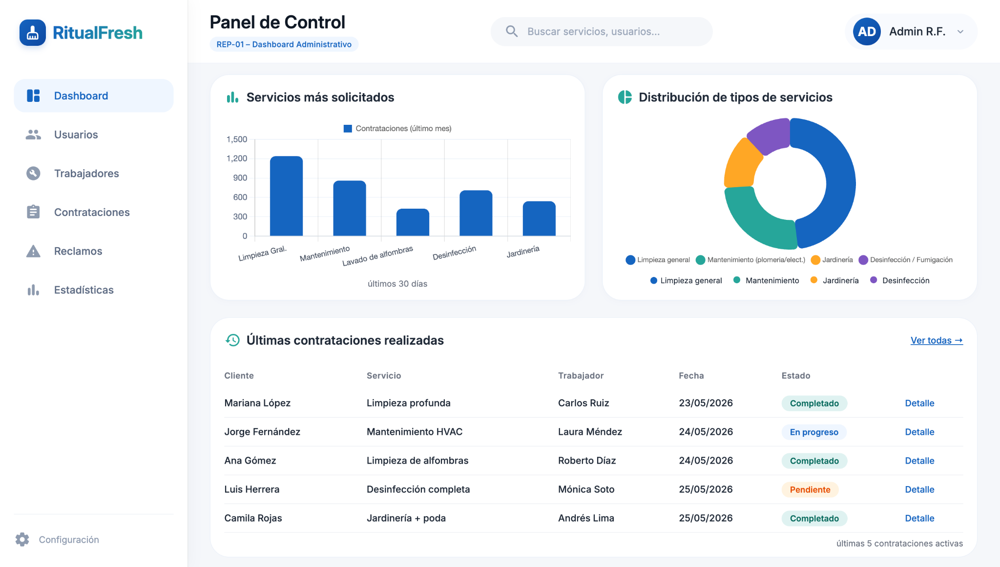 RitualFresh
Dashboard
Usuarios
Trabajadores
Contrataciones
Reclamos
Estadísticas
Configuración
Panel de Control
REP-01 – Dashboard Administrativo
Buscar servicios, usuarios...
AD Admin R.F.
Servicios más solicitados
Contrataciones (último mes)
1,500
1,200
900
600
300
0
Limpieza Gral. Mantenimiento Lavado de alfombras Desinfección Jardinería
últimos 30 días
Distribución de tipos de servicios
Limpieza general Mantenimiento (plomeria/elect.) Jardinería Desinfección / Fumigación
Limpieza general Mantenimiento Jardinería Desinfección
Últimas contrataciones realizadas Ver todas →
Cliente Servicio Trabajador Fecha Estado
Mariana López Limpieza profunda Carlos Ruiz 23/05/2026 Completado Detalle
Jorge Fernández Mantenimiento HVAC Laura Méndez 24/05/2026 En progreso Detalle
Ana Gómez Limpieza de alfombras Roberto Díaz 24/05/2026 Completado Detalle
Luis Herrera Desinfección completa Mónica Soto 25/05/2026 Pendiente Detalle
Camila Rojas Jardinería + poda Andrés Lima 25/05/2026 Completado Detalle
últimas 5 contrataciones activas